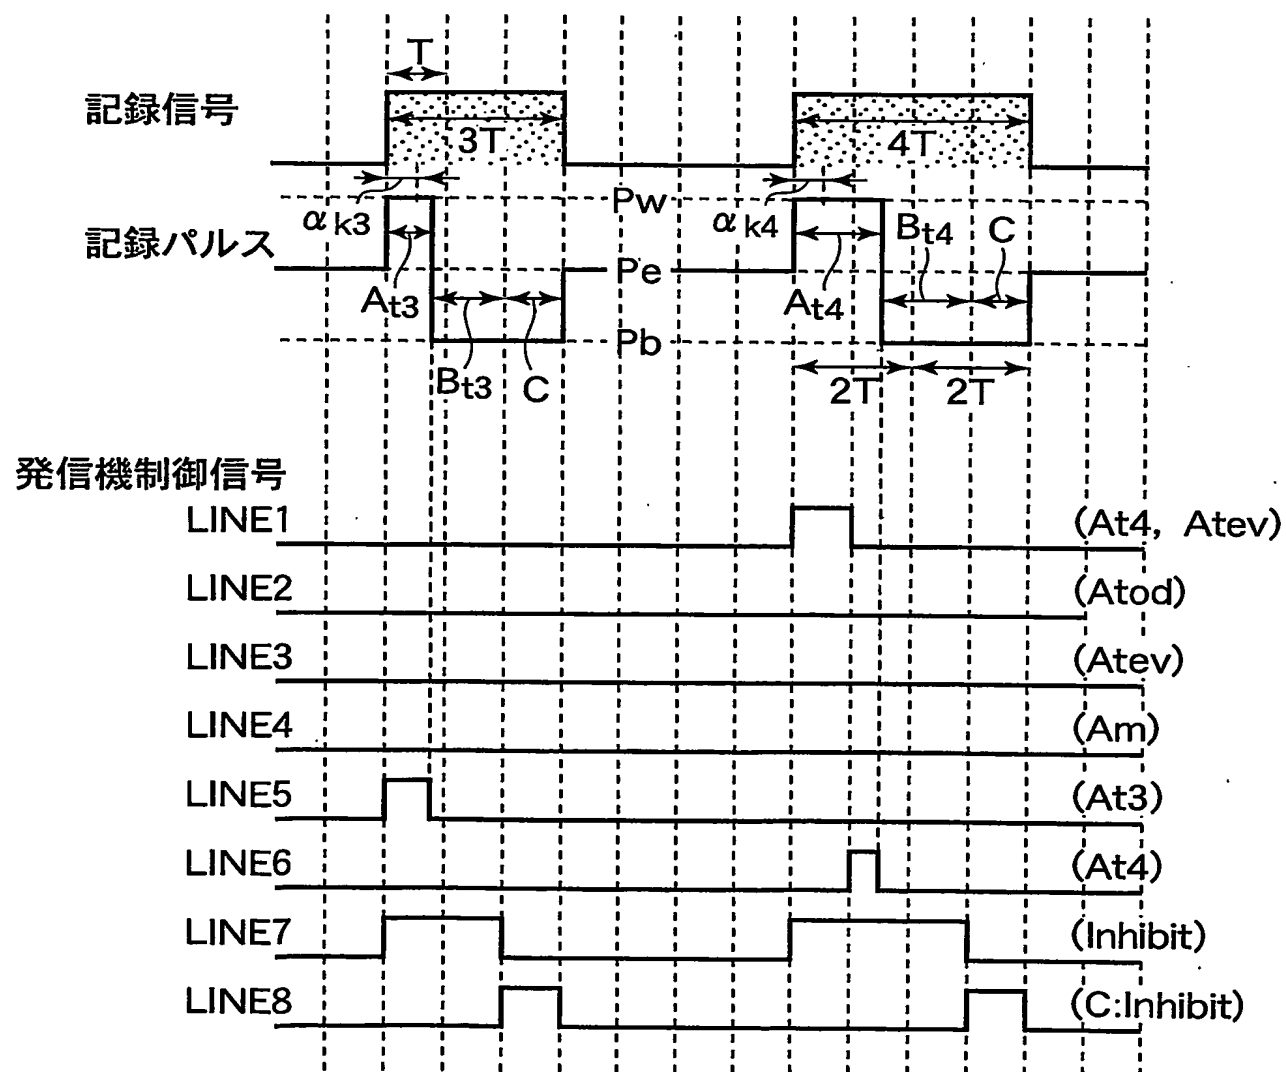 T
記録信号
3T
4T
αk3
Pw
αk4
記録パルス
At3
Pe
At4
Bt4
C
Bt3
C
Pb
2T
2T
発信機制御信号
LINE1
(At4, Atev)
LINE2
(Atod)
LINE3
(Atev)
LINE4
(Am)
LINE5
(At3)
LINE6
(At4)
LINE7
(Inhibit)
LINE8
(C:Inhibit)